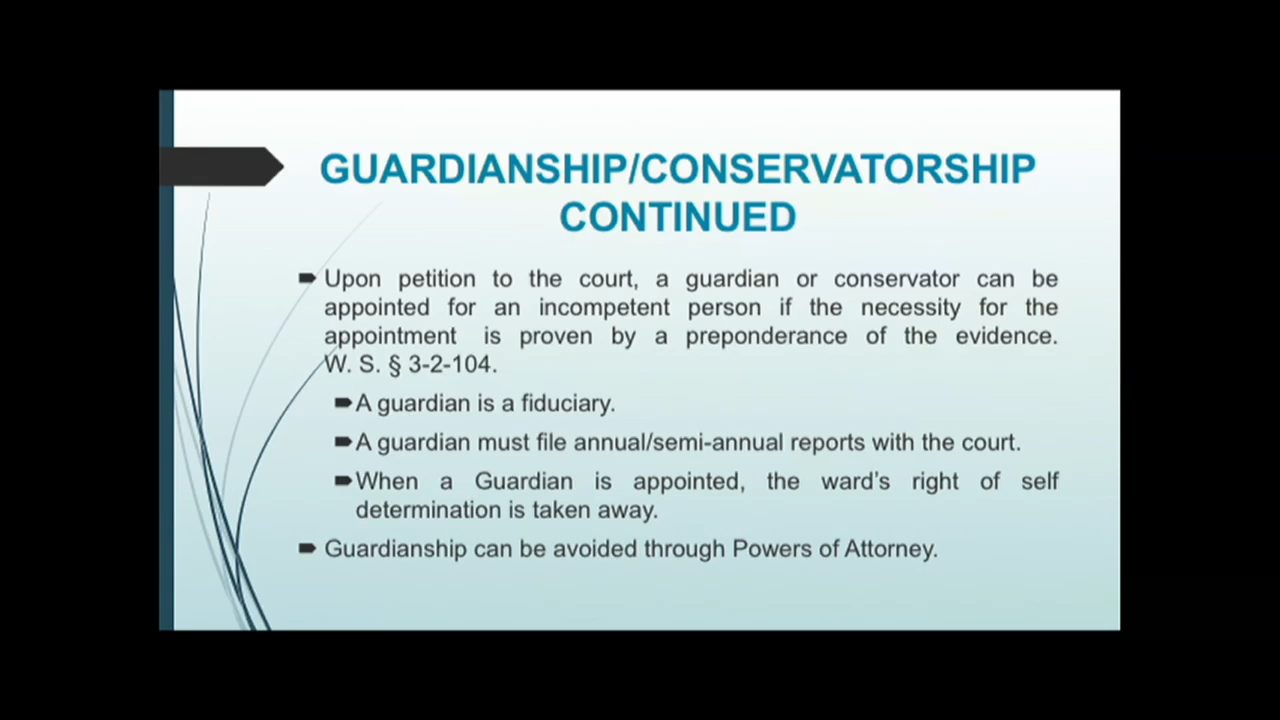 GUARDIANSHIP/CONSERVATORSHIP
CONTINUED
Upon petition to the court, a guardian or conservator can be
appointed for an incompetent person if the necessity for the
appointment is proven by a preponderance of the evidence.
W. S. § 3-2-104.
A guardian is a fiduciary.
A guardian must file annual/semi-annual reports with the court.
When a Guardian is appointed, the ward’s right of self
determination is taken away.
Guardianship can be avoided through Powers of Attorney.